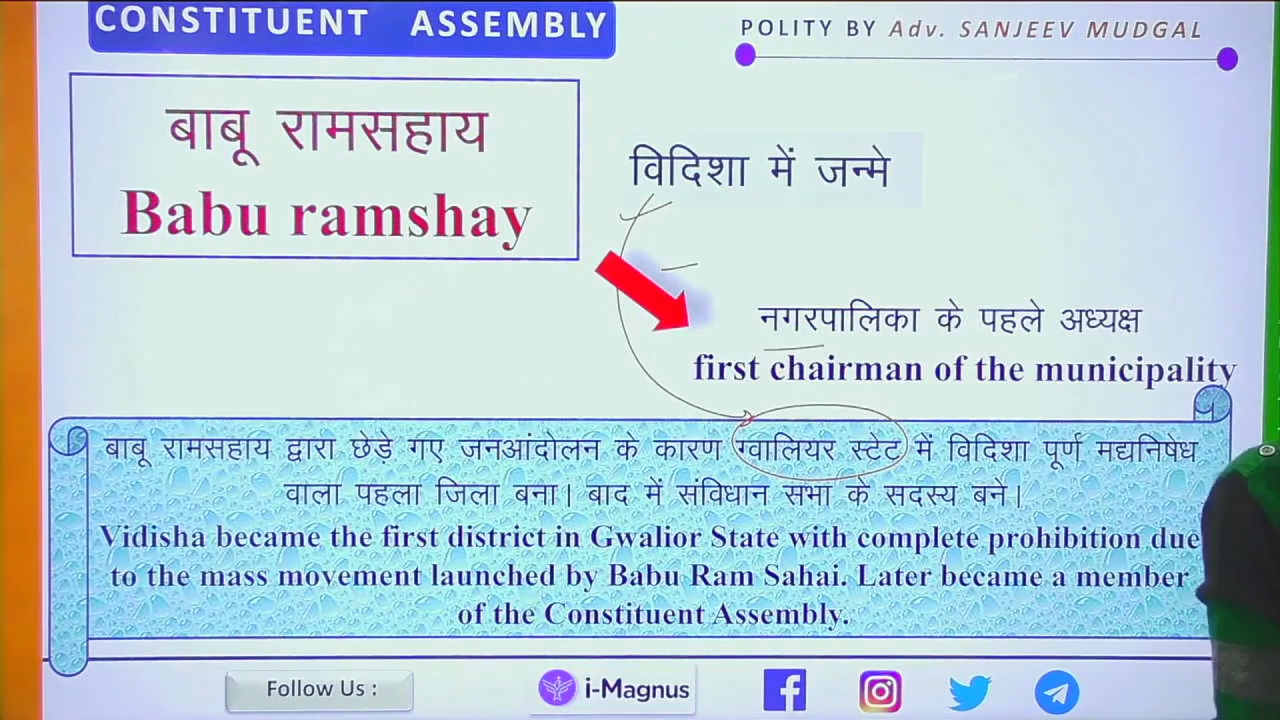 CONSTITUENT ASSEMBLY
POLITY BY Adv. SANJEEV MUDGAL
बाबू रामसहाय
Babu ramshay
विदिशा में जन्मे
नगरपालिका के पहले अध्यक्ष
first chairman of the municipality
बाबू रामसहाय द्वारा छेड़े गए जनआंदोलन के कारण ग्वालियर स्टेट में विदिशा पूर्ण मद्यनिषेध
वाला पहला जिला बना। बाद में संविधान सभा के सदस्य बने।
Vidisha became the first district in Gwalior State with complete prohibition due
to the mass movement launched by Babu Ram Sahai. Later became a member
of the Constituent Assembly.
Follow Us :
i-Magnus